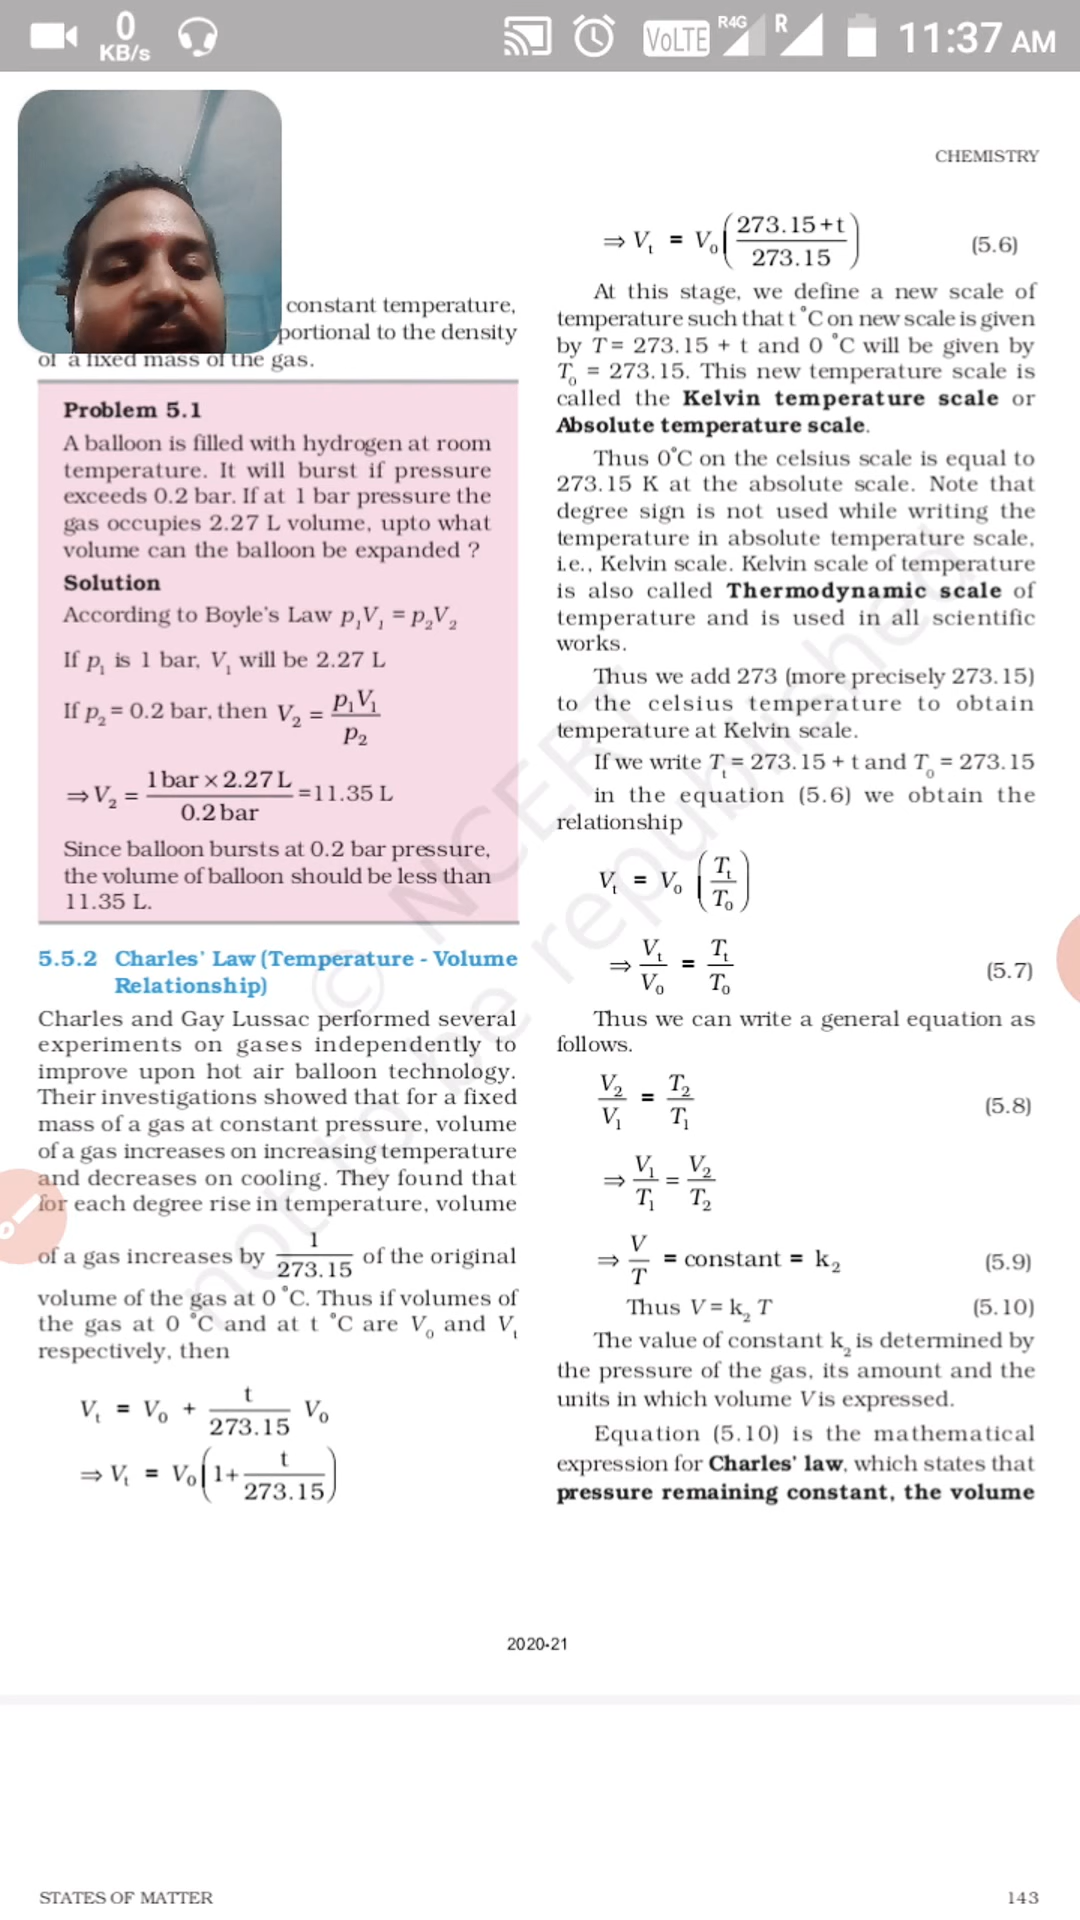 0
KB/s
VoLTE
R4G
R
11:37 AM
CHEMISTRY
constant temperature,
portional to the density
of a fixed mass of the gas.
Problem 5.1
A balloon is filled with hydrogen at room
temperature. It will burst if pressure
exceeds 0.2 bar. If at 1 bar pressure the
gas occupies 2.27 L volume, upto what
volume can the balloon be expanded ?
Solution
According to Boyle's Law p₁V₁ = p₂V₂
If p₁ is 1 bar, V₁ will be 2.27 L
If p₂ = 0.2 bar, then V₂ = p₁V₁ / p₂
⇒ V₂ = 1bar × 2.27 L / 0.2 bar =11.35 L
Since balloon bursts at 0.2 bar pressure,
the volume of balloon should be less than
11.35 L.
5.5.2 Charles' Law (Temperature - Volume
Relationship)
Charles and Gay Lussac performed several
experiments on gases independently to
improve upon hot air balloon technology.
Their investigations showed that for a fixed
mass of a gas at constant pressure, volume
of a gas increases on increasing temperature
and decreases on cooling. They found that
for each degree rise in temperature, volume
of a gas increases by 1 / 273.15 of the original
volume of the gas at 0 °C. Thus if volumes of
the gas at 0 °C and at t °C are V₀ and Vₜ
respectively, then
Vₜ = V₀ + t / 273.15 V₀
⇒ Vₜ = V₀ (1+ t / 273.15)
⇒ Vₜ = V₀ (273.15+t / 273.15) (5.6)
At this stage, we define a new scale of
temperature such that t °C on new scale is given
by T = 273.15 + t and 0 °C will be given by
T₀ = 273.15. This new temperature scale is
called the Kelvin temperature scale or
Absolute temperature scale.
Thus 0°C on the celsius scale is equal to
273.15 K at the absolute scale. Note that
degree sign is not used while writing the
temperature in absolute temperature scale,
i.e., Kelvin scale. Kelvin scale of temperature
is also called Thermodynamic scale of
temperature and is used in all scientific
works.
Thus we add 273 (more precisely 273.15)
to the celsius temperature to obtain
temperature at Kelvin scale.
If we write Tₜ = 273.15 + t and T₀ = 273.15
in the equation (5.6) we obtain the
relationship
Vₜ = V₀ (Tₜ / T₀)
⇒ Vₜ / V₀ = Tₜ / T₀ (5.7)
Thus we can write a general equation as
follows.
V₂ / V₁ = T₂ / T₁ (5.8)
⇒ V₁ / T₁ = V₂ / T₂
⇒ V / T = constant = k₂ (5.9)
Thus V = k₂ T (5.10)
The value of constant k₂ is determined by
the pressure of the gas, its amount and the
units in which volume V is expressed.
Equation (5.10) is the mathematical
expression for Charles' law, which states that
pressure remaining constant, the volume
© NCERT
not to be republished
2020-21
STATES OF MATTER
143